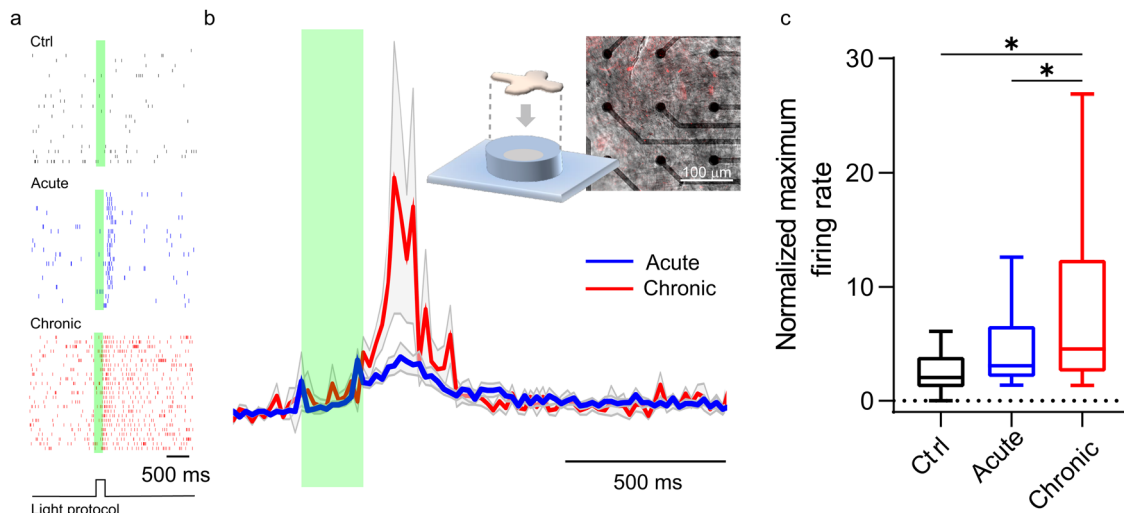 a
Ctrl
Acute
Chronic
500 ms
Light protocol
b
100 µm
Acute
Chronic
500 ms
c
*
*
Normalized maximum
firing rate
30
20
10
0
Ctrl
Acute
Chronic